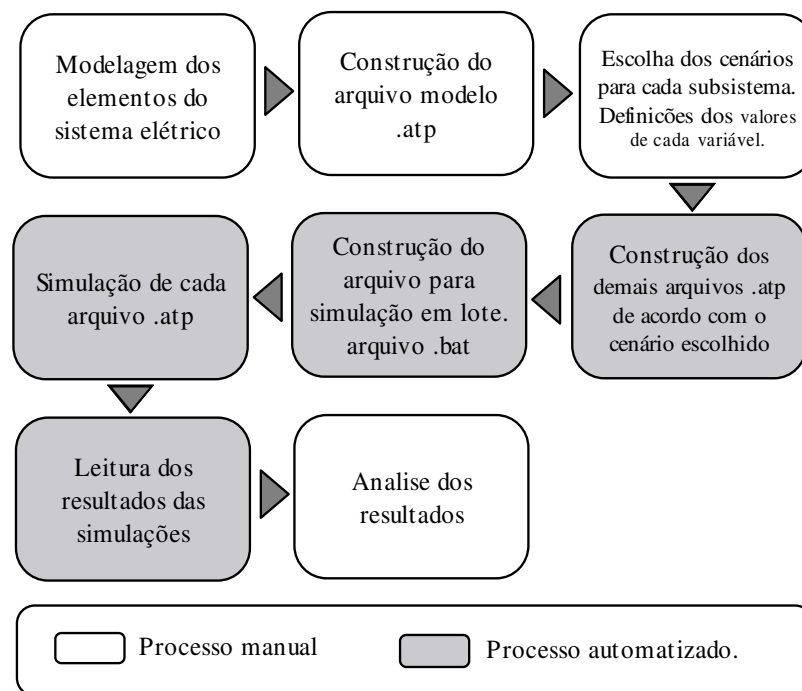 Modelagem dos
elementos do
sistema elétrico
Construção do
arquivo modelo
.atp
Escolha dos cenários
para cada subsistema.
Definicões dos valores
de cada variável.
Construção dos
demais arquivos .atp
de acordo com o
cenário escolhido
Construção do
arquivo para
simulação em lote.
arquivo .bat
Simulação de cada
arquivo .atp
Leitura dos
resultados das
simulações
Analise dos
resultados
Processo manual
Processo automatizado.